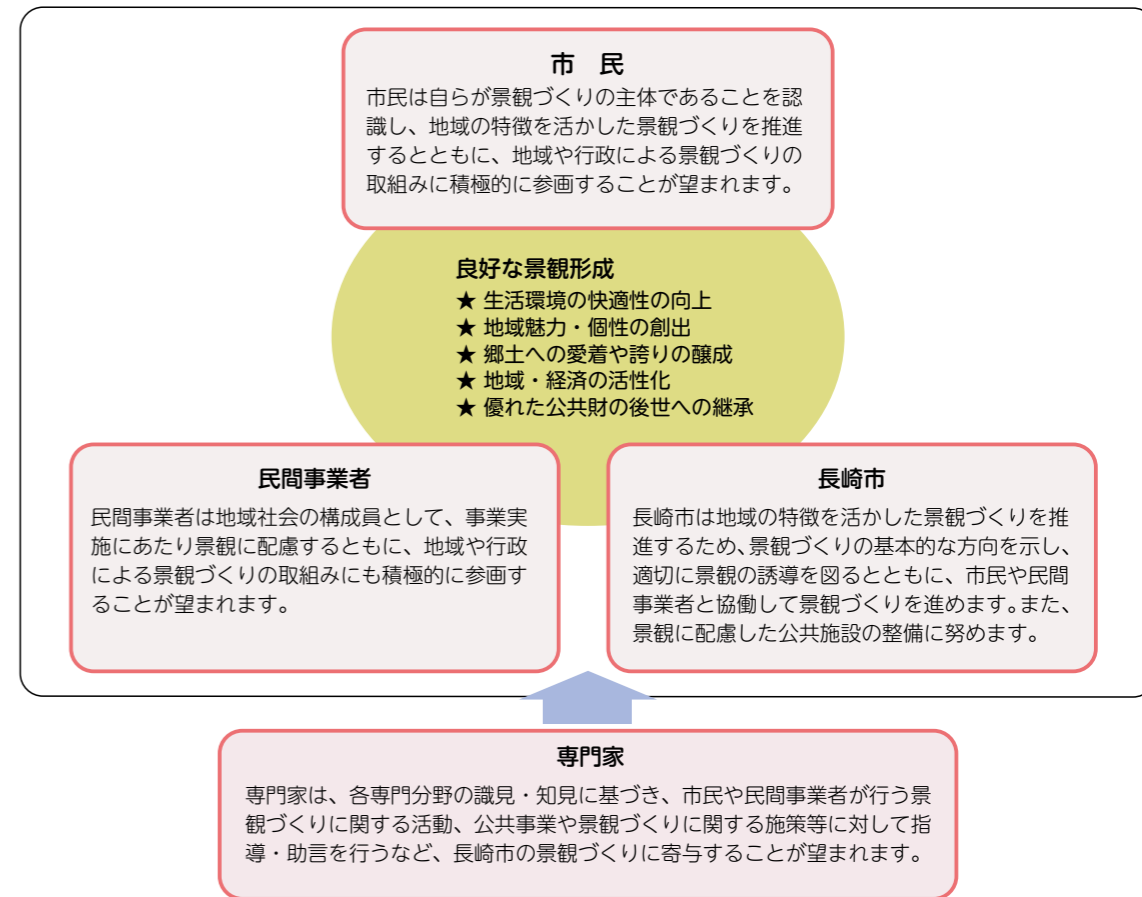 市　民
市民は自らが景観づくりの主体であることを認
識し、地域の特徴を活かした景観づくりを推進
するとともに、地域や行政による景観づくりの
取組みに積極的に参画することが望まれます。
良好な景観形成
★ 生活環境の快適性の向上
★ 地域魅力・個性の創出
★ 郷土への愛着や誇りの醸成
★ 地域・経済の活性化
★ 優れた公共財の後世への継承
民間事業者
民間事業者は地域社会の構成員として、事業実
施にあたり景観に配慮するともに、地域や行政
による景観づくりの取組みにも積極的に参画す
ることが望まれます。
長崎市
長崎市は地域の特徴を活かした景観づくりを推
進するため、景観づくりの基本的な方向を示し、
適切に景観の誘導を図るとともに、市民や民間
事業者と協働して景観づくりを進めます。また、
景観に配慮した公共施設の整備に努めます。
専門家
専門家は、各専門分野の識見・知見に基づき、市民や民間事業者が行う景
観づくりに関する活動、公共事業や景観づくりに関する施策等に対して指
導・助言を行うなど、長崎市の景観づくりに寄与することが望まれます。